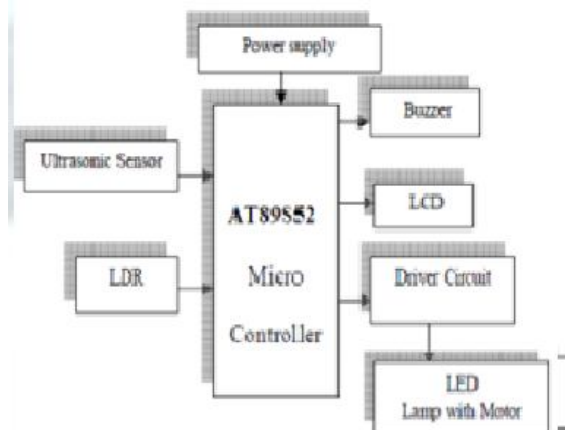 Power supply
Buzzer
Ultrasonic Sensor
AT89S52
LCD
LDR
Micro
Driver Circuit
Controller
LED
Lamp with Motor